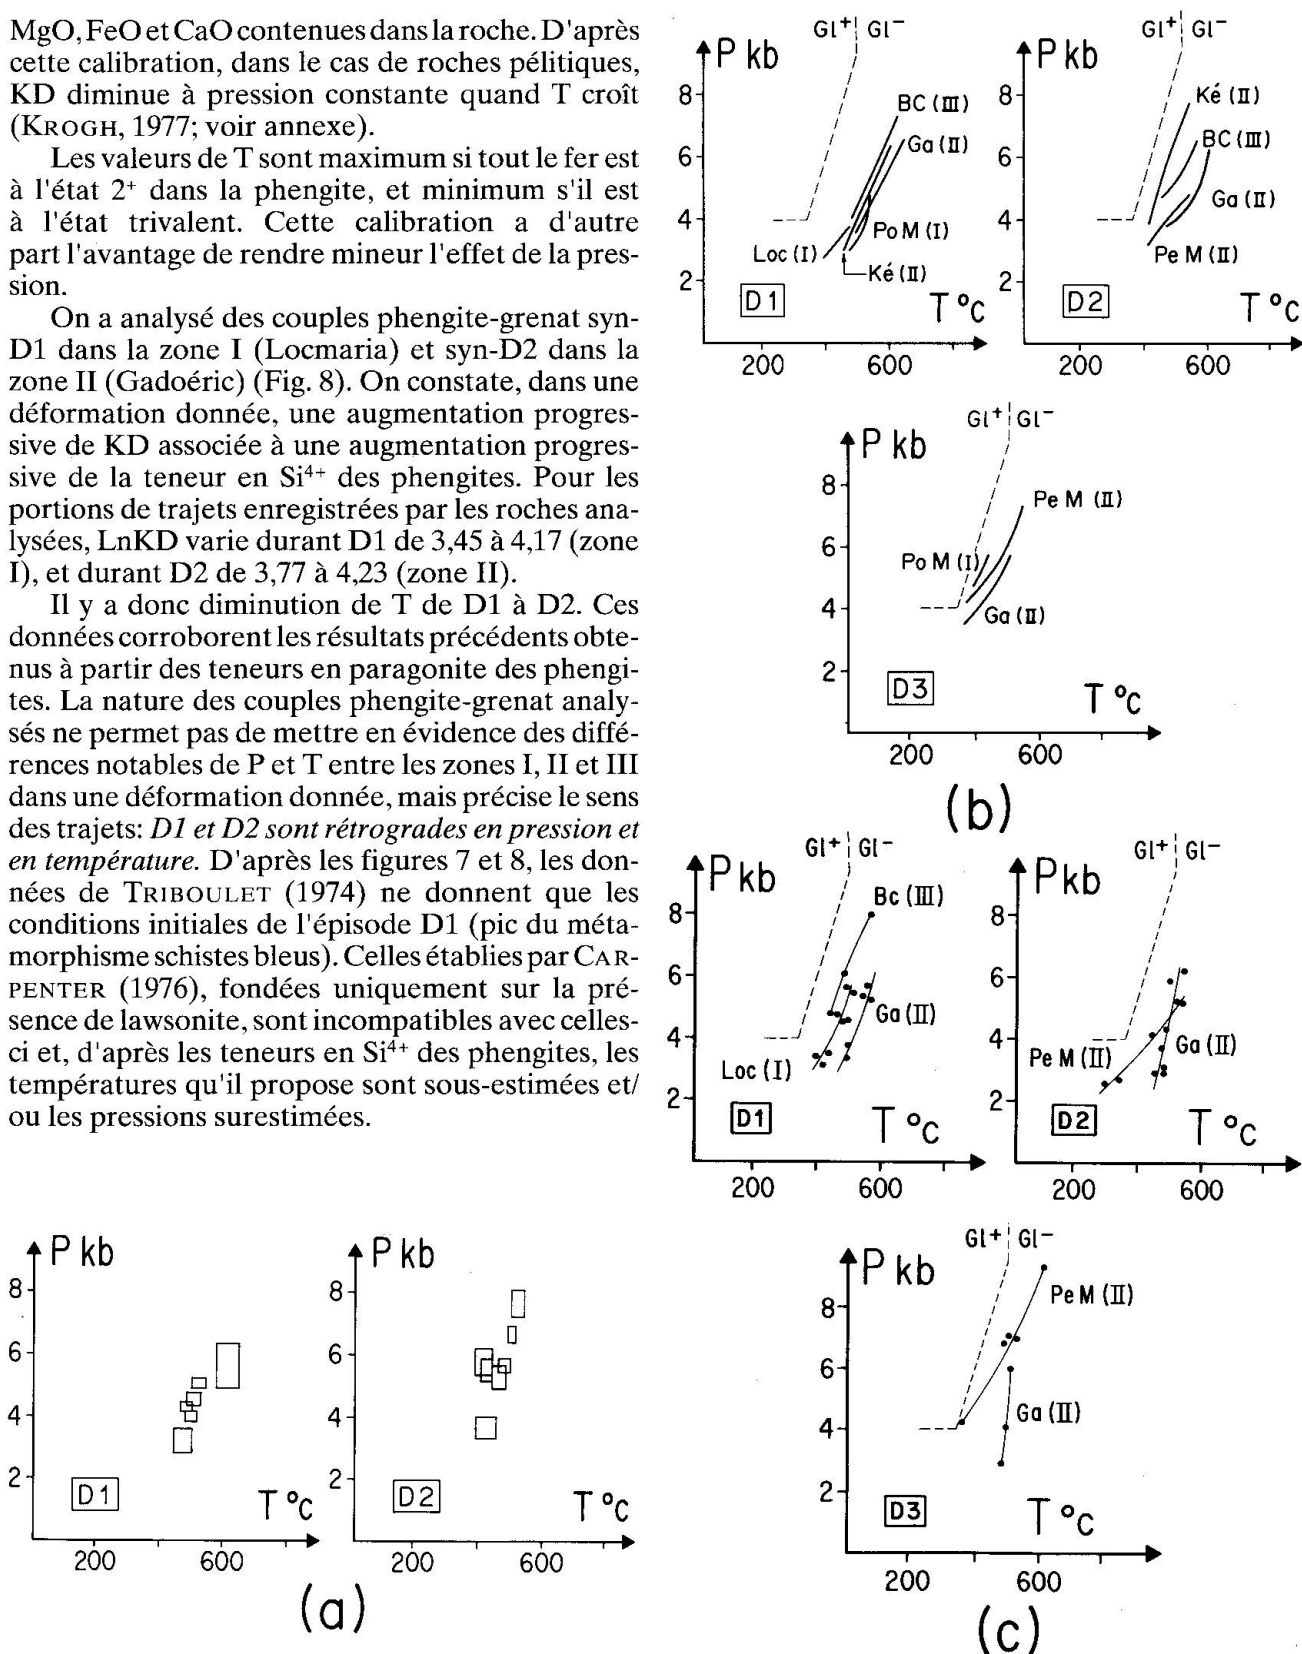 MgO, FeO et CaO contenues dans la roche. D'après
cette calibration, dans le cas de roches pélitiques,
KD diminue à pression constante quand T croît
(KROGH, 1977; voir annexe).
Les valeurs de T sont maximum si tout le fer est
à l'état 2⁺ dans la phengite, et minimum s'il est
à l'état trivalent. Cette calibration a d'autre
part l'avantage de rendre mineur l'effet de la pres-
sion.
On a analysé des couples phengite-grenat syn-
D1 dans la zone I (Locmaria) et syn-D2 dans la
zone II (Gadoéric) (Fig. 8). On constate, dans une
déformation donnée, une augmentation progres-
sive de KD associée à une augmentation progres-
sive de la teneur en Si⁴⁺ des phengites. Pour les
portions de trajets enregistrées par les roches ana-
lysées, LnKD varie durant D1 de 3,45 à 4,17 (zone
I), et durant D2 de 3,77 à 4,23 (zone II).
Il y a donc diminution de T de D1 à D2. Ces
données corroborent les résultats précédents obte-
nus à partir des teneurs en paragonite des phengi-
tes. La nature des couples phengite-grenat analy-
sés ne permet pas de mettre en évidence des diffé-
rences notables de P et T entre les zones I, II et III
dans une déformation donnée, mais précise le sens
des trajets: D1 et D2 sont rétrogrades en pression et
en température. D'après les figures 7 et 8, les don-
nées de TRIBOULET (1974) ne donnent que les
conditions initiales de l'épisode D1 (pic du méta-
morphisme schistes bleus). Celles établies par CAR-
PENTER (1976), fondées uniquement sur la pré-
sence de lawsonite, sont incompatibles avec celles-
ci et, d'après les teneurs en Si⁴⁺ des phengites, les
températures qu'il propose sont sous-estimées et/
ou les pressions surestimées.
P kb
8
6
4
2
D1
T °c
200 600
P kb
8
6
4
2
D2
T °c
200 600
(a)
Gl⁺ Gl⁻
P kb
8
BC (III)
6
Ga (II)
4
PoM (I)
Loc (I)
Ké (II)
2
D1
T °c
200 600
Gl⁺ Gl⁻
P kb
8
Ké (II)
6
BC (III)
Ga (II)
4
PeM (II)
2
D2
T °c
200 600
Gl⁺ Gl⁻
P kb
8
PeM (II)
6
PoM (I)
4
Ga (II)
2
D3
T °c
200 600
(b)
Gl⁺ Gl⁻
P kb
8
Bc (III)
6
Ga (II)
4
Loc (I)
2
D1
T °c
200 600
Gl⁺ Gl⁻
P kb
8
6
4
PeM (II)
Ga (II)
2
D2
T °c
200 600
Gl⁺ Gl⁻
P kb
PeM (II)
8
6
Ga (II)
4
2
D3
T °c
200 600
(c)